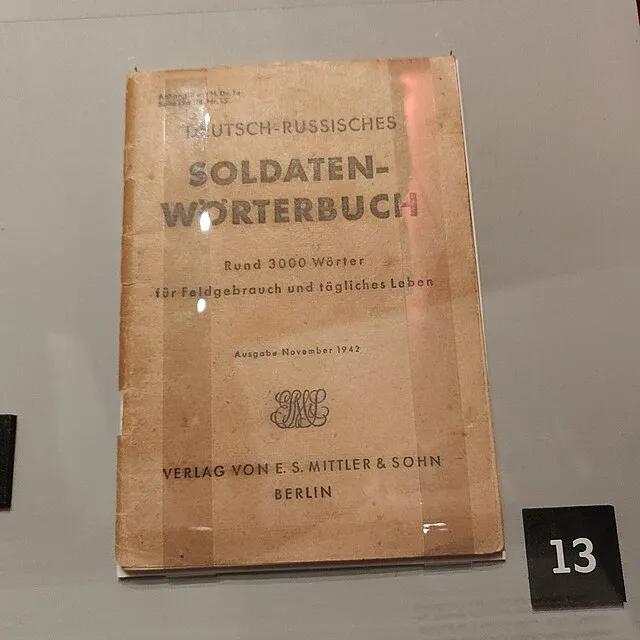 DEUTSCH-RUSSISCHES
SOLDATEN-
WÖRTERBUCH
Rund 3000 Wörter
für Feldgebrauch und tägliches Leben
Ausgabe November 1942
VERLAG VON E. S. MITTLER & SOHN
BERLIN
13